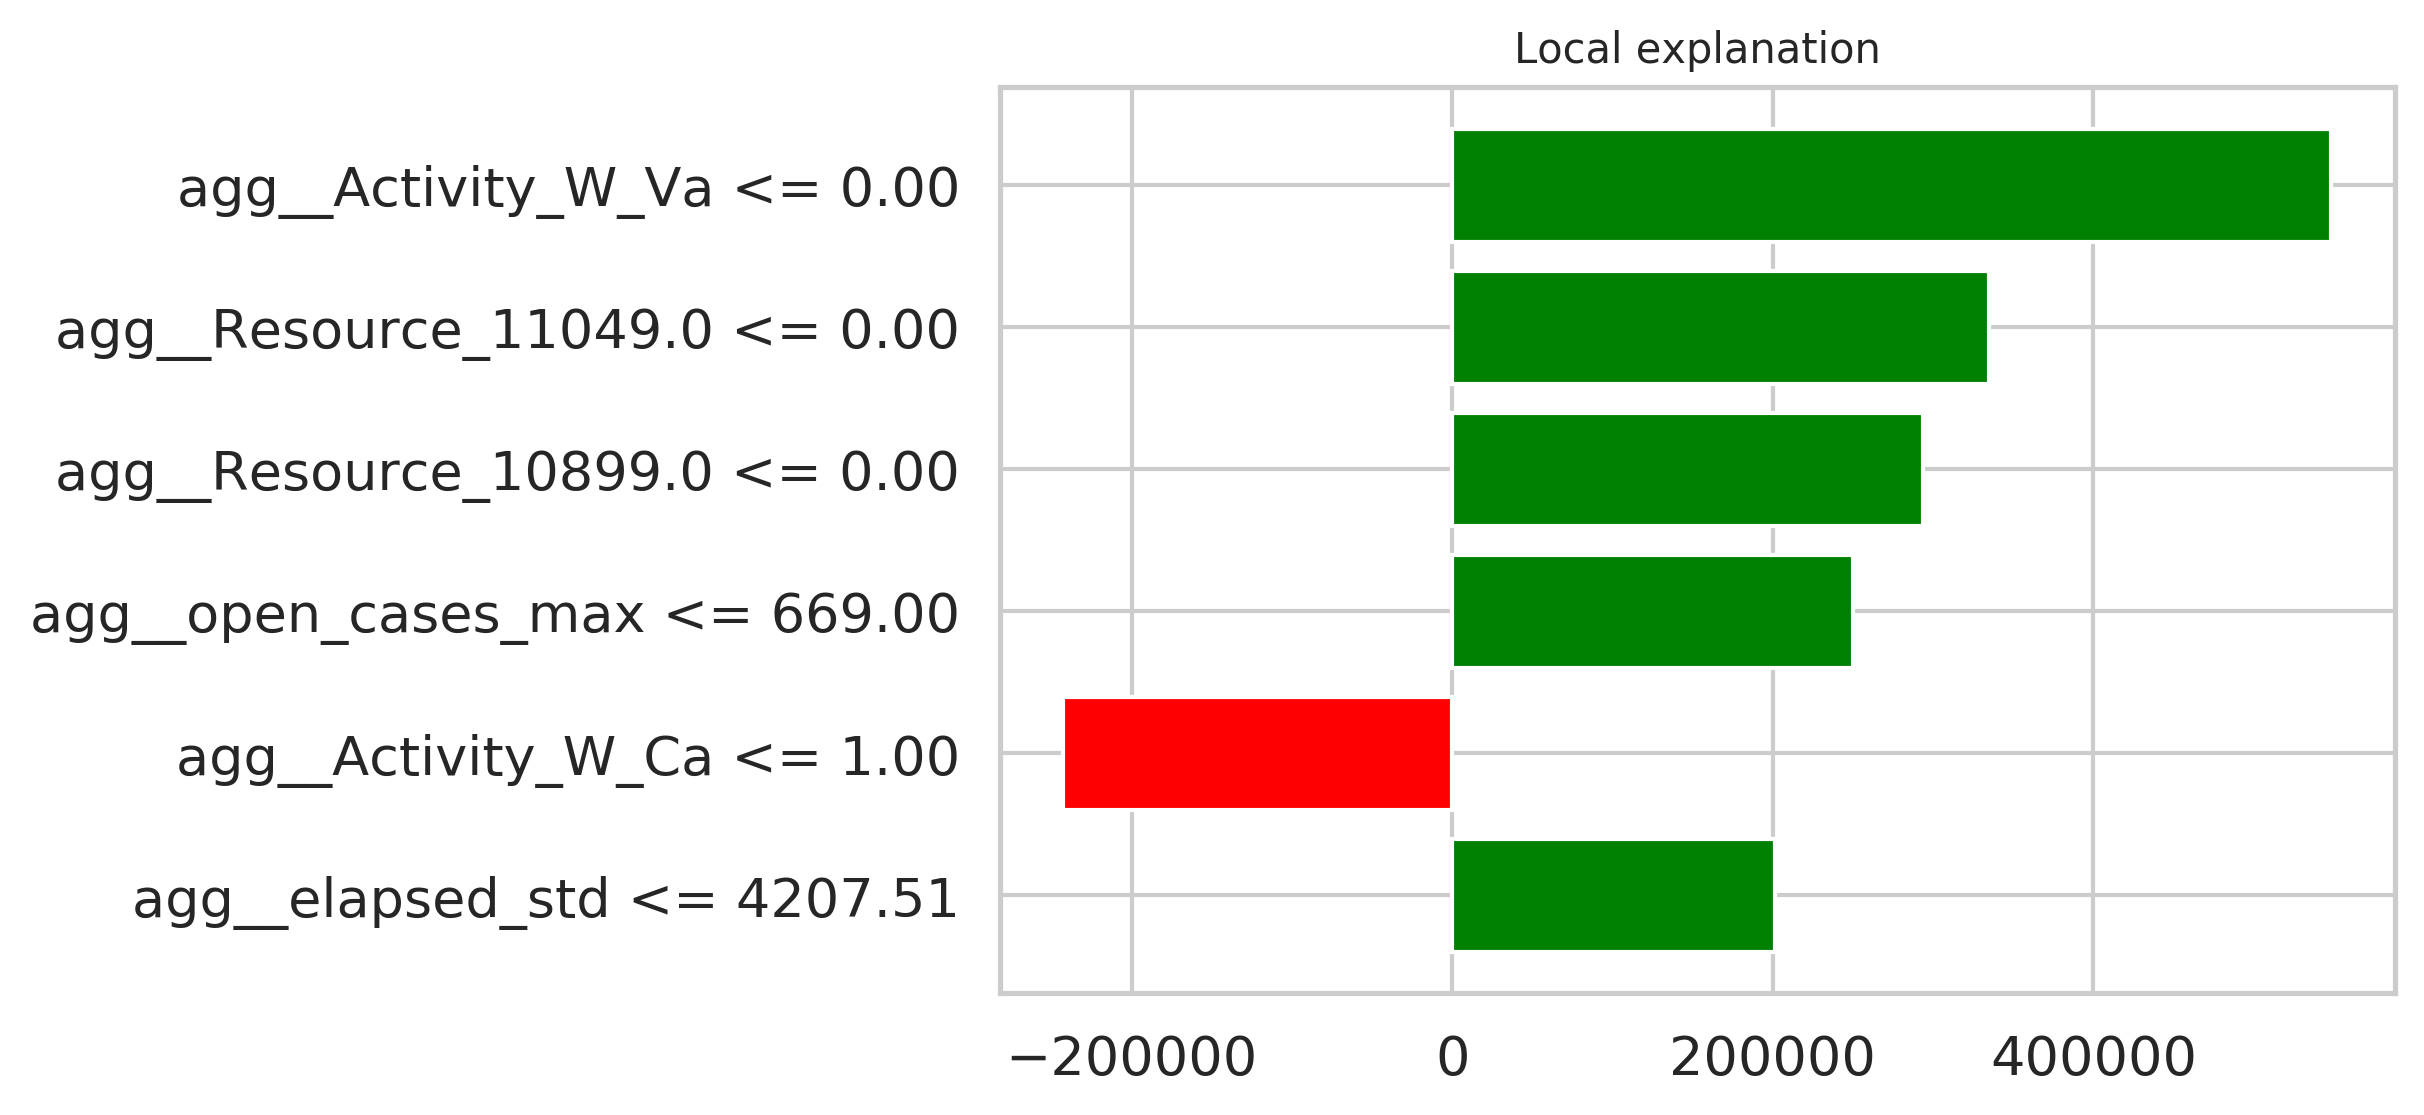 Local explanation
agg__Activity_W_Va <= 0.00
agg__Resource_11049.0 <= 0.00
agg__Resource_10899.0 <= 0.00
agg__open_cases_max <= 669.00
agg__Activity_W_Ca <= 1.00
agg__elapsed_std <= 4207.51
−200000 0 200000 400000